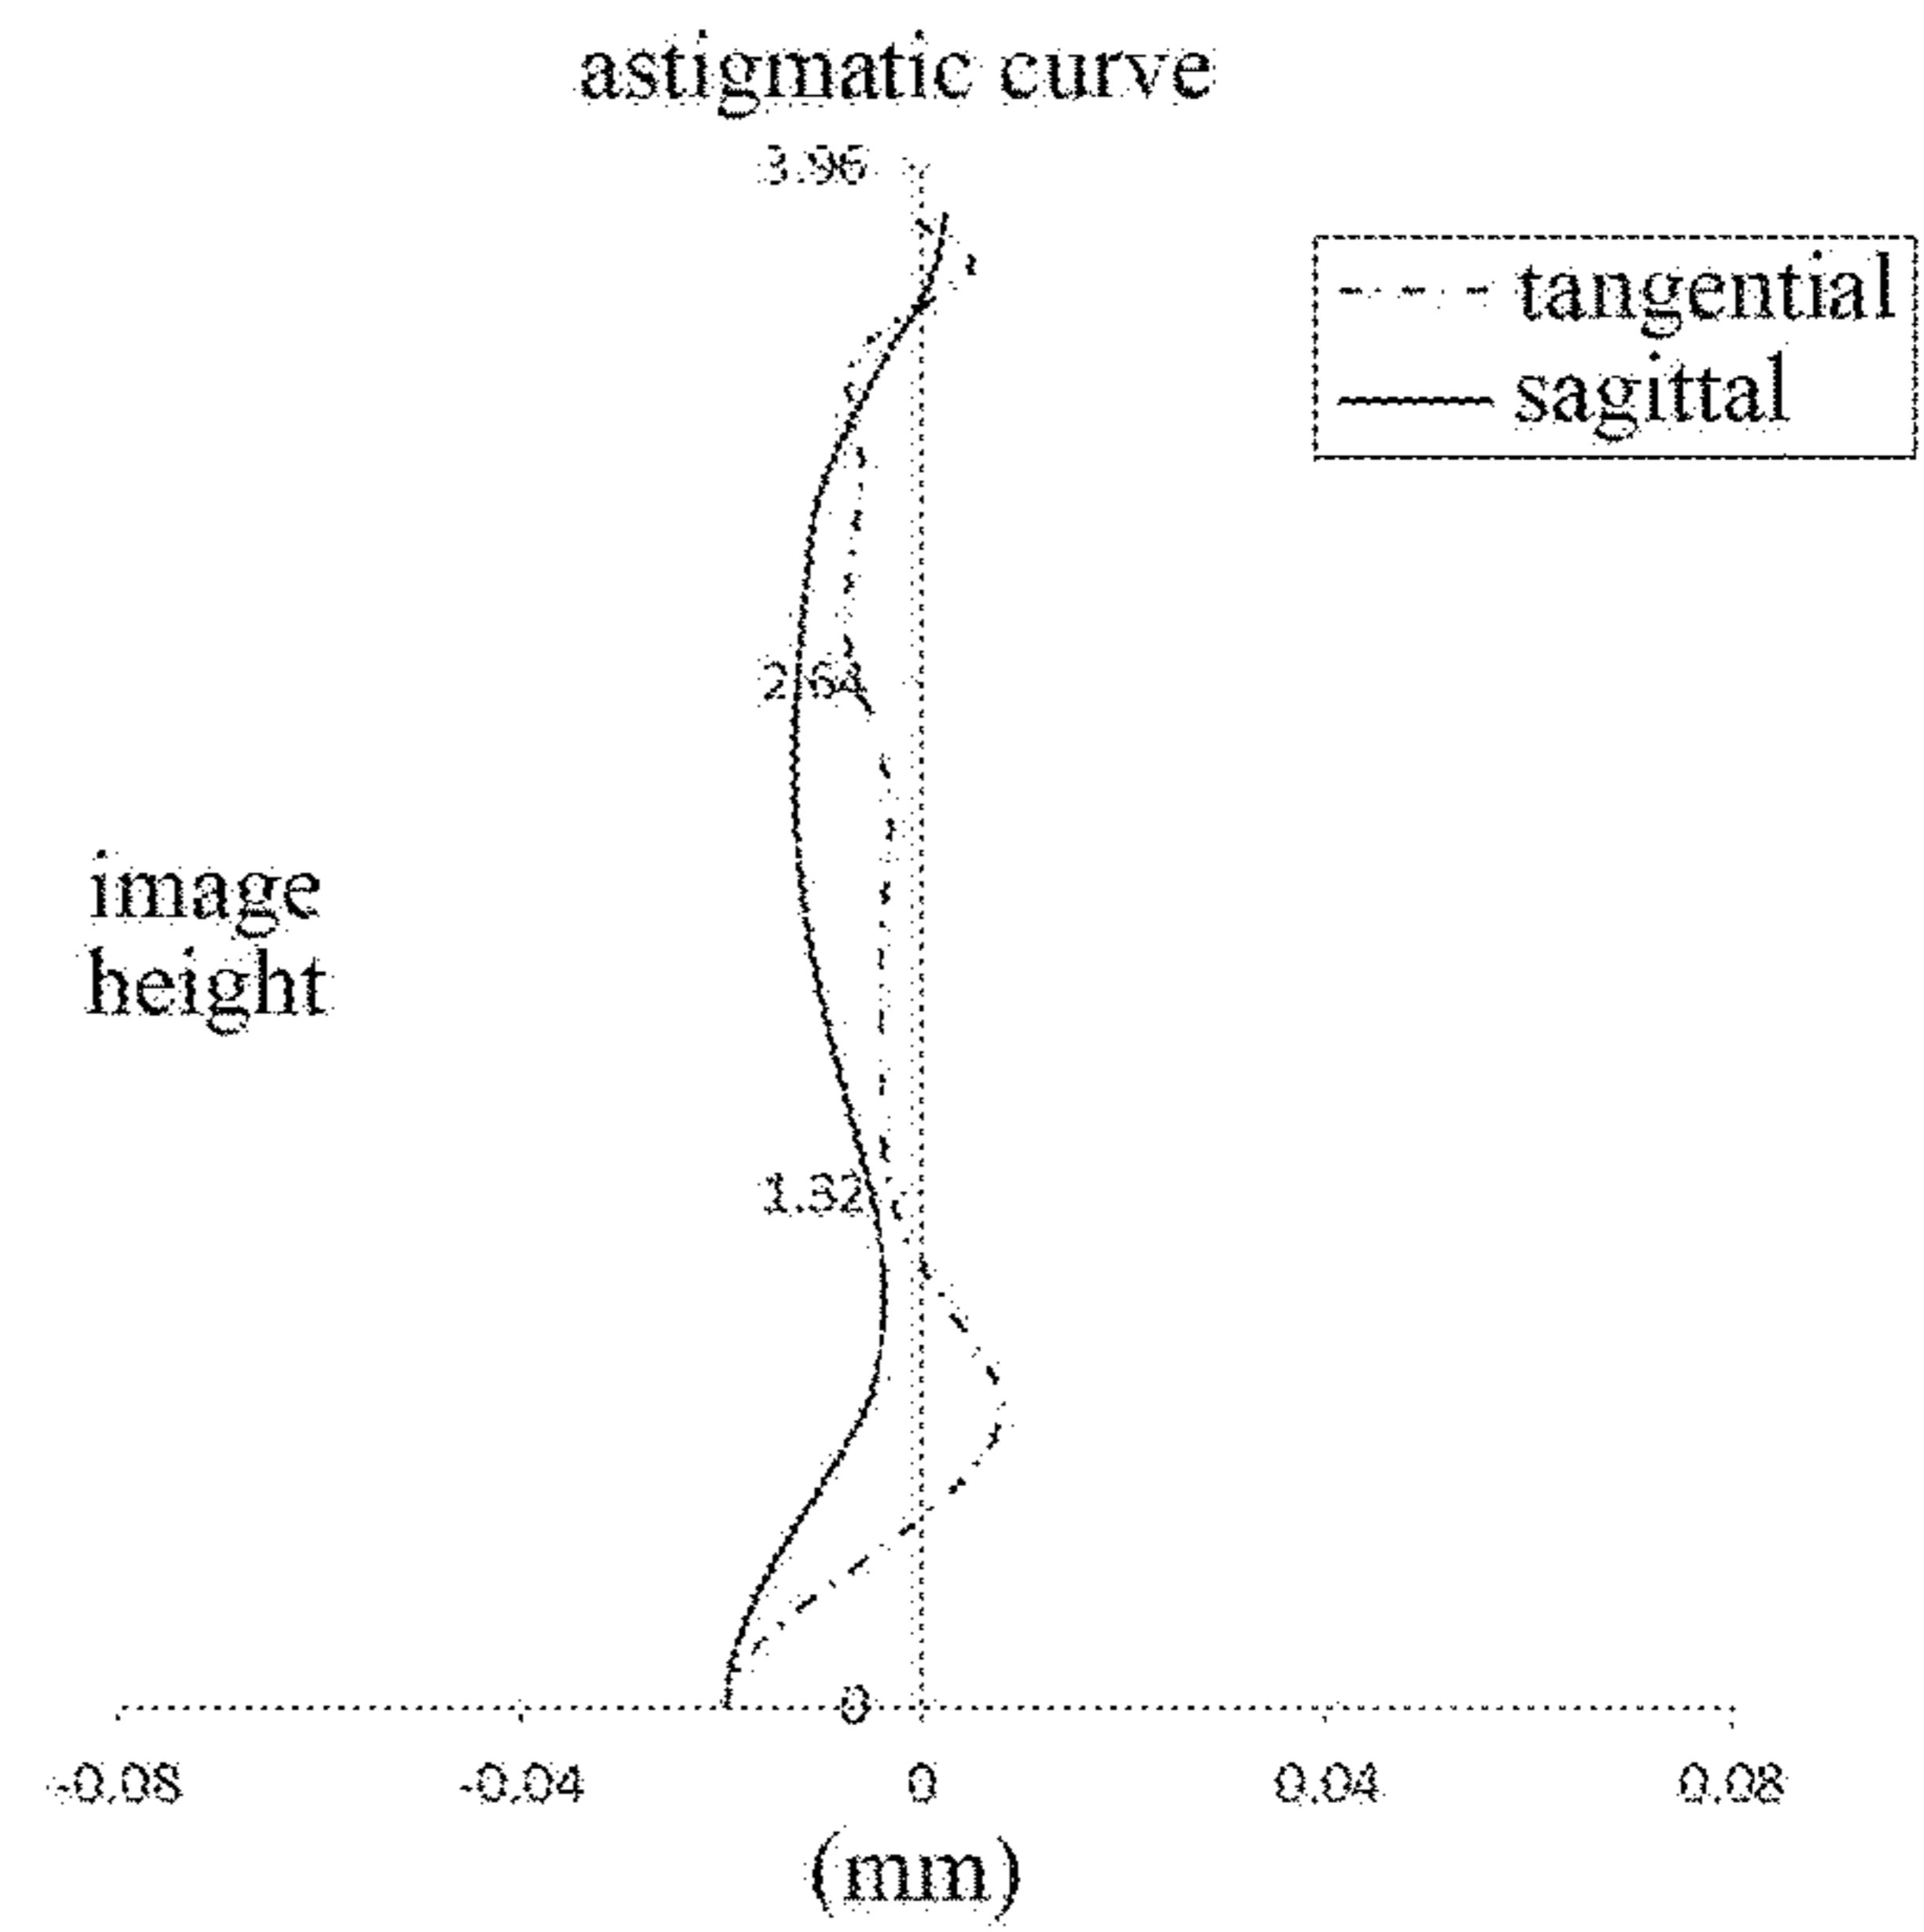 astigmatic curve
3.96
tangential
sagittal
2.64
image
height
1.32
0
-0.08 -0.04 0 0.04 0.08
(mm)